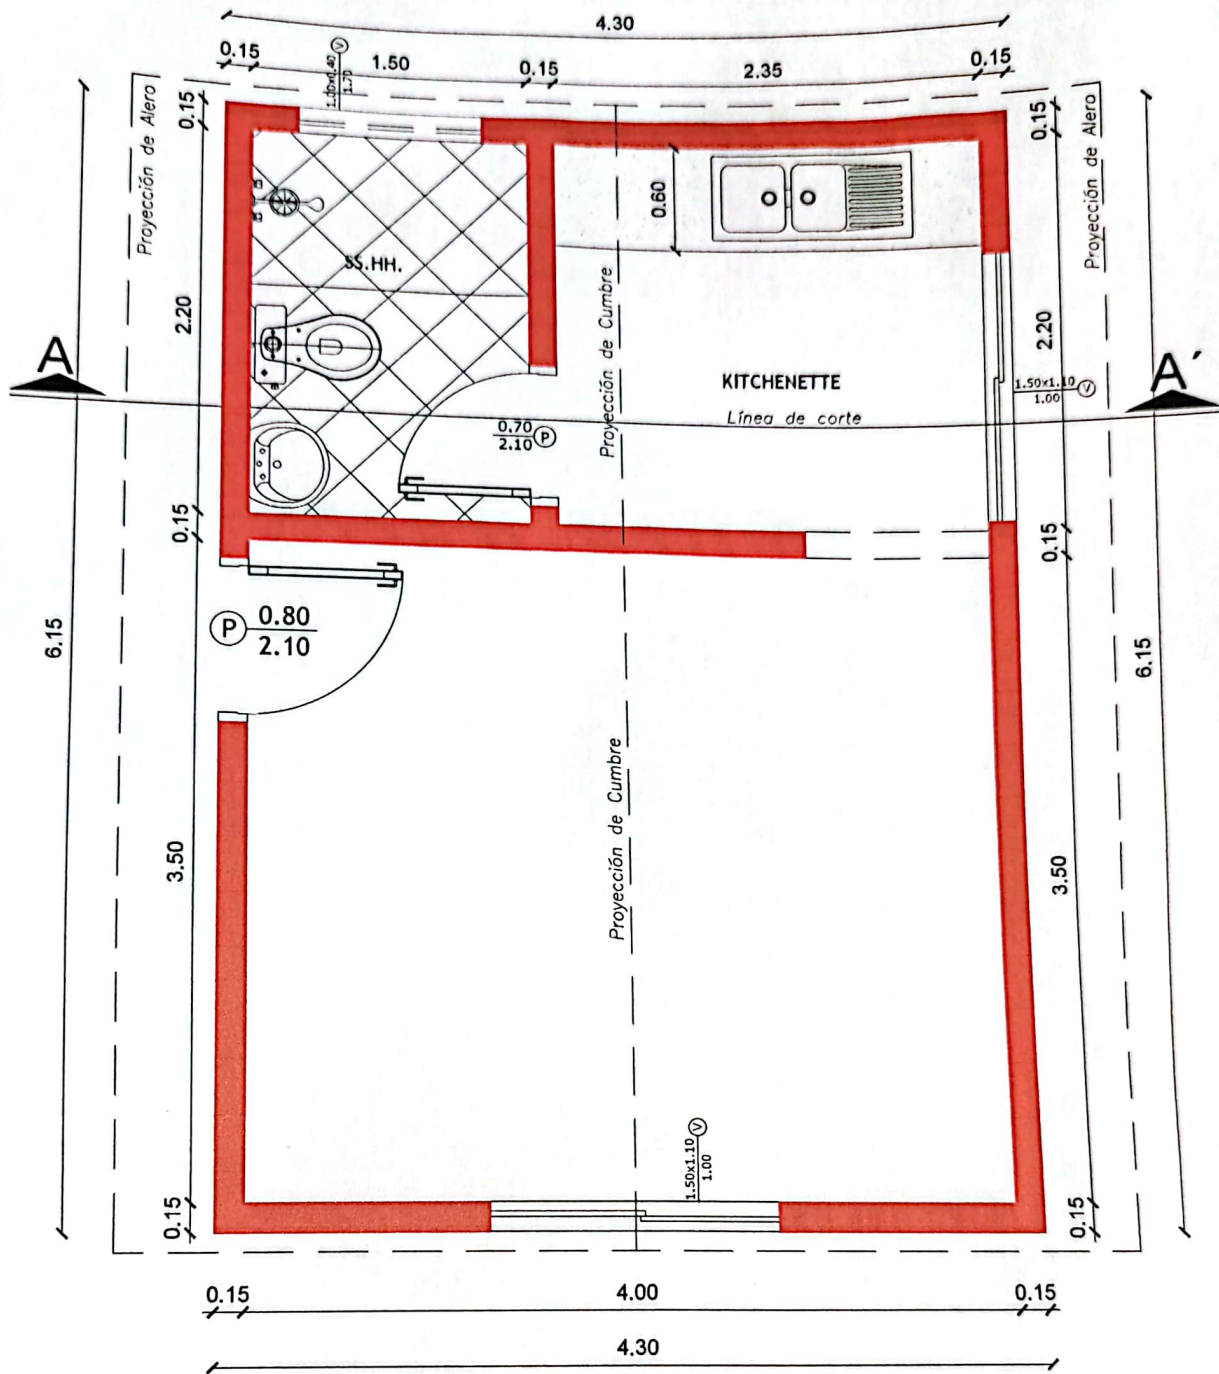 4.30
0.15
1.50
0.15
2.35
0.15
V
1.00x0.40
1.70
Proyección de Alero
0.15
0.15
Proyección de Alero
0.60
SS.HH.
2.20
Proyección de Cumbre
2.20
A
KITCHENETTE
A´
1.50x1.10
1.00
V
Línea de corte
0.70
2.10
P
0.15
0.15
P
0.80
2.10
6.15
6.15
3.50
Proyección de Cumbre
3.50
1.50x1.10
1.00
V
0.15
0.15
0.15
4.00
0.15
4.30